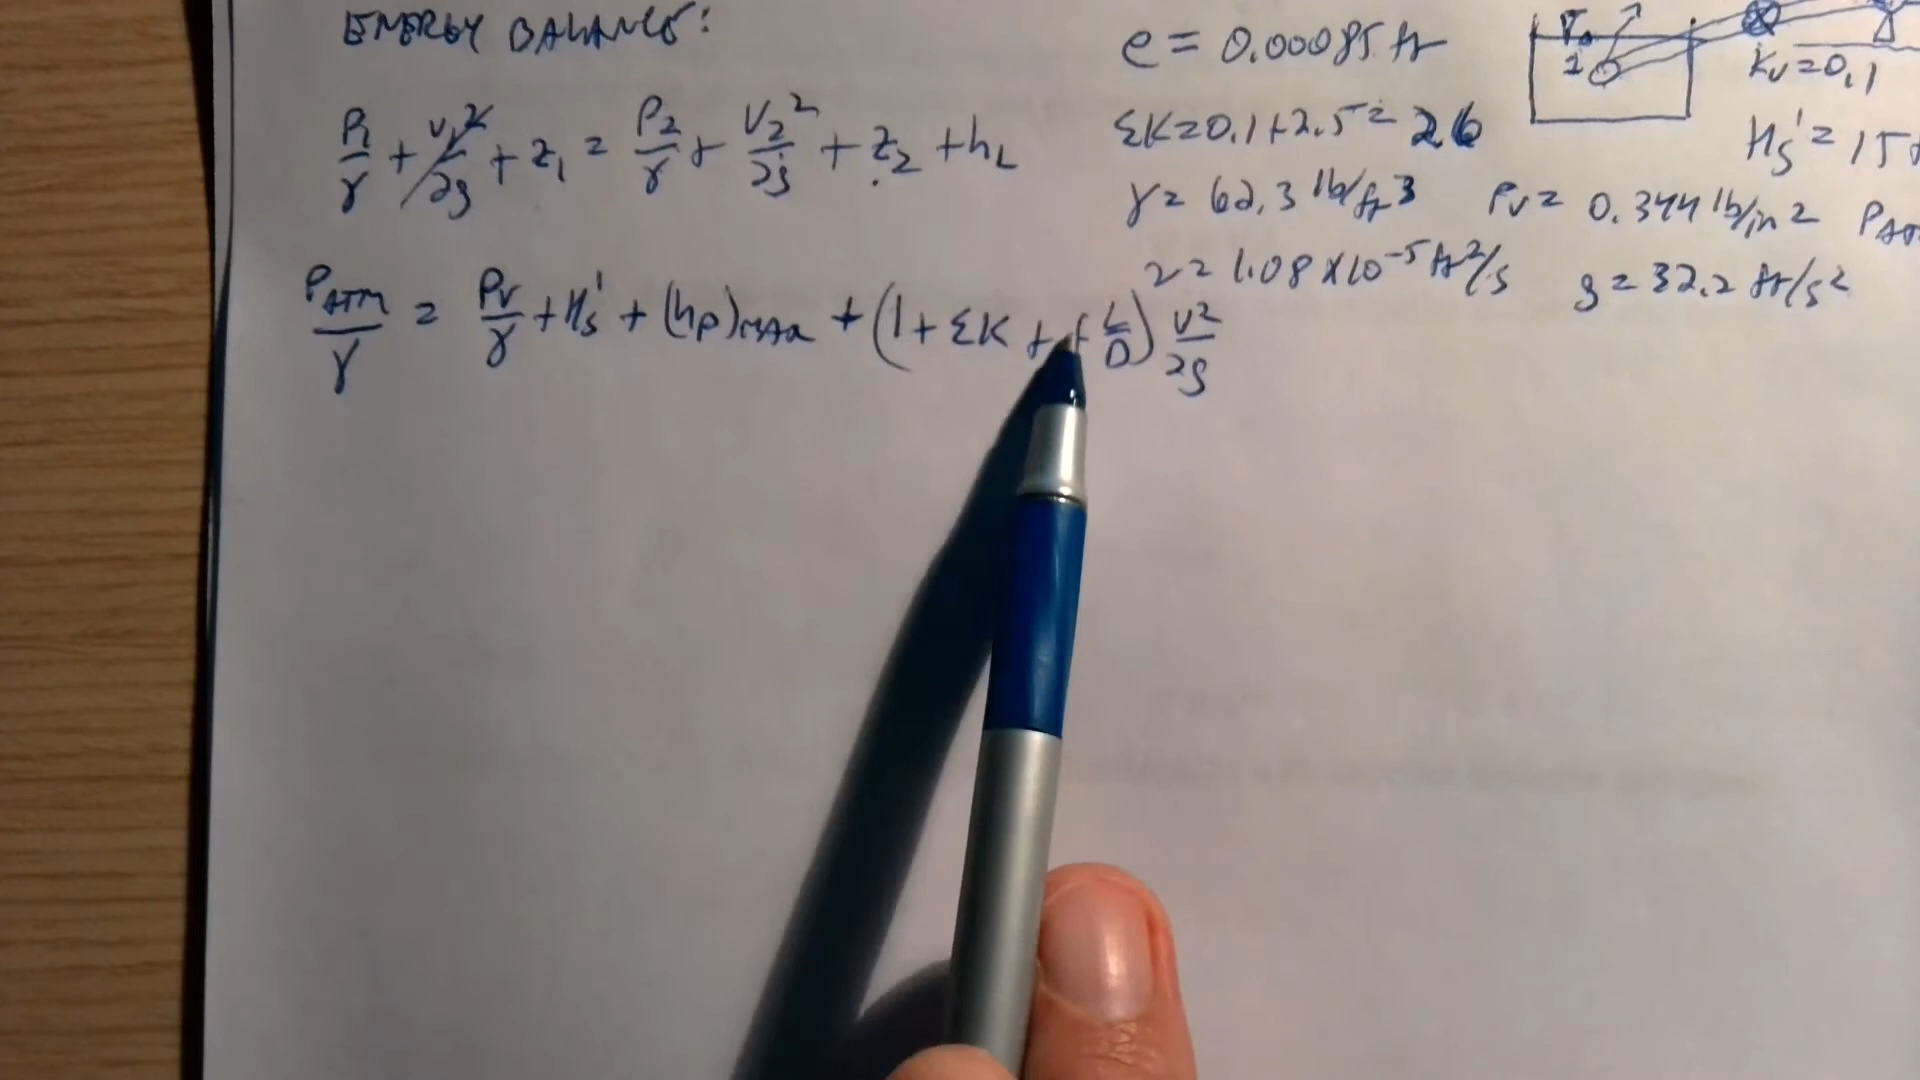 ENERGY BALANCE:
P₁/γ + V₁²/2g + z₁ = P₂/γ + V₂²/2g + z₂ + hL
P_ATM/γ = Pv/γ + Hs' + (hp)max + (1 + ΣK + f L/D) V²/2g
e = 0.00085 ft
ΣK = 0.1 + 2.5 = 2.6
γ = 62.3 lb/ft³ Pv = 0.344 lb/in² PAT
ν = 1.08 × 10⁻⁵ ft²/s g = 32.2 ft/s²
1
Kv = 0.1
Hs' = 15